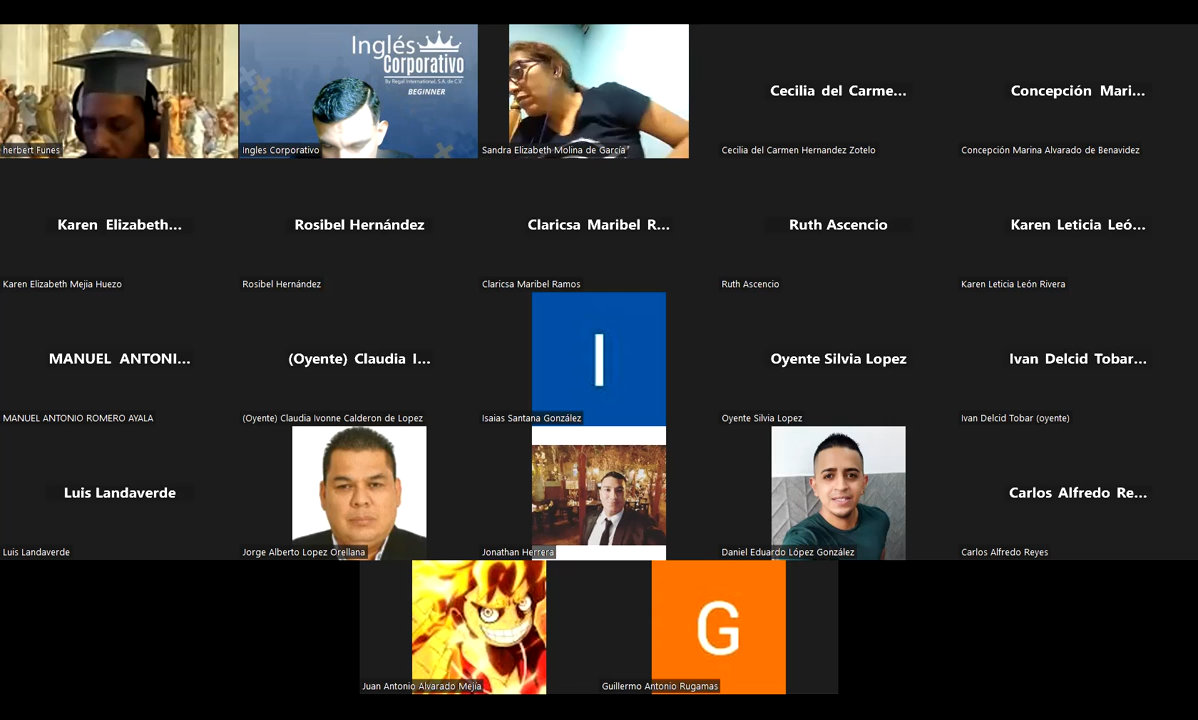 Inglés
Corporativo
By Regal International, S.A. de C.V.
BEGINNER
herbert Funes
Ingles Corporativo
Sandra Elizabeth Molina de García
Cecilia del Carme...
Cecilia del Carmen Hernandez Zotelo
Concepción Mari...
Concepción Marina Alvarado de Benavidez
Karen Elizabeth...
Karen Elizabeth Mejia Huezo
Rosibel Hernández
Rosibel Hernández
Claricsa Maribel R...
Claricsa Maribel Ramos
Ruth Ascencio
Ruth Ascencio
Karen Leticia Leó...
Karen Leticia León Rivera
MANUEL ANTONI...
MANUEL ANTONIO ROMERO AYALA
(Oyente) Claudia I...
(Oyente) Claudia Ivonne Calderon de Lopez
I
Isaias Santana González
Oyente Silvia Lopez
Oyente Silvia Lopez
Ivan Delcid Tobar...
Ivan Delcid Tobar (oyente)
Luis Landaverde
Luis Landaverde
Jorge Alberto Lopez Orellana
Jonathan Herrera
Daniel Eduardo López González
Carlos Alfredo Re...
Carlos Alfredo Reyes
Juan Antonio Alvarado Mejía
G
Guillermo Antonio Rugamas